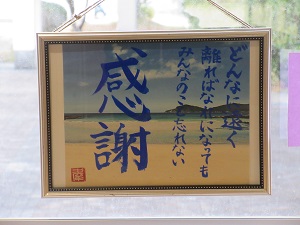 どんなに遠く
離ればなれになっても
みんなのこと忘れない
感謝